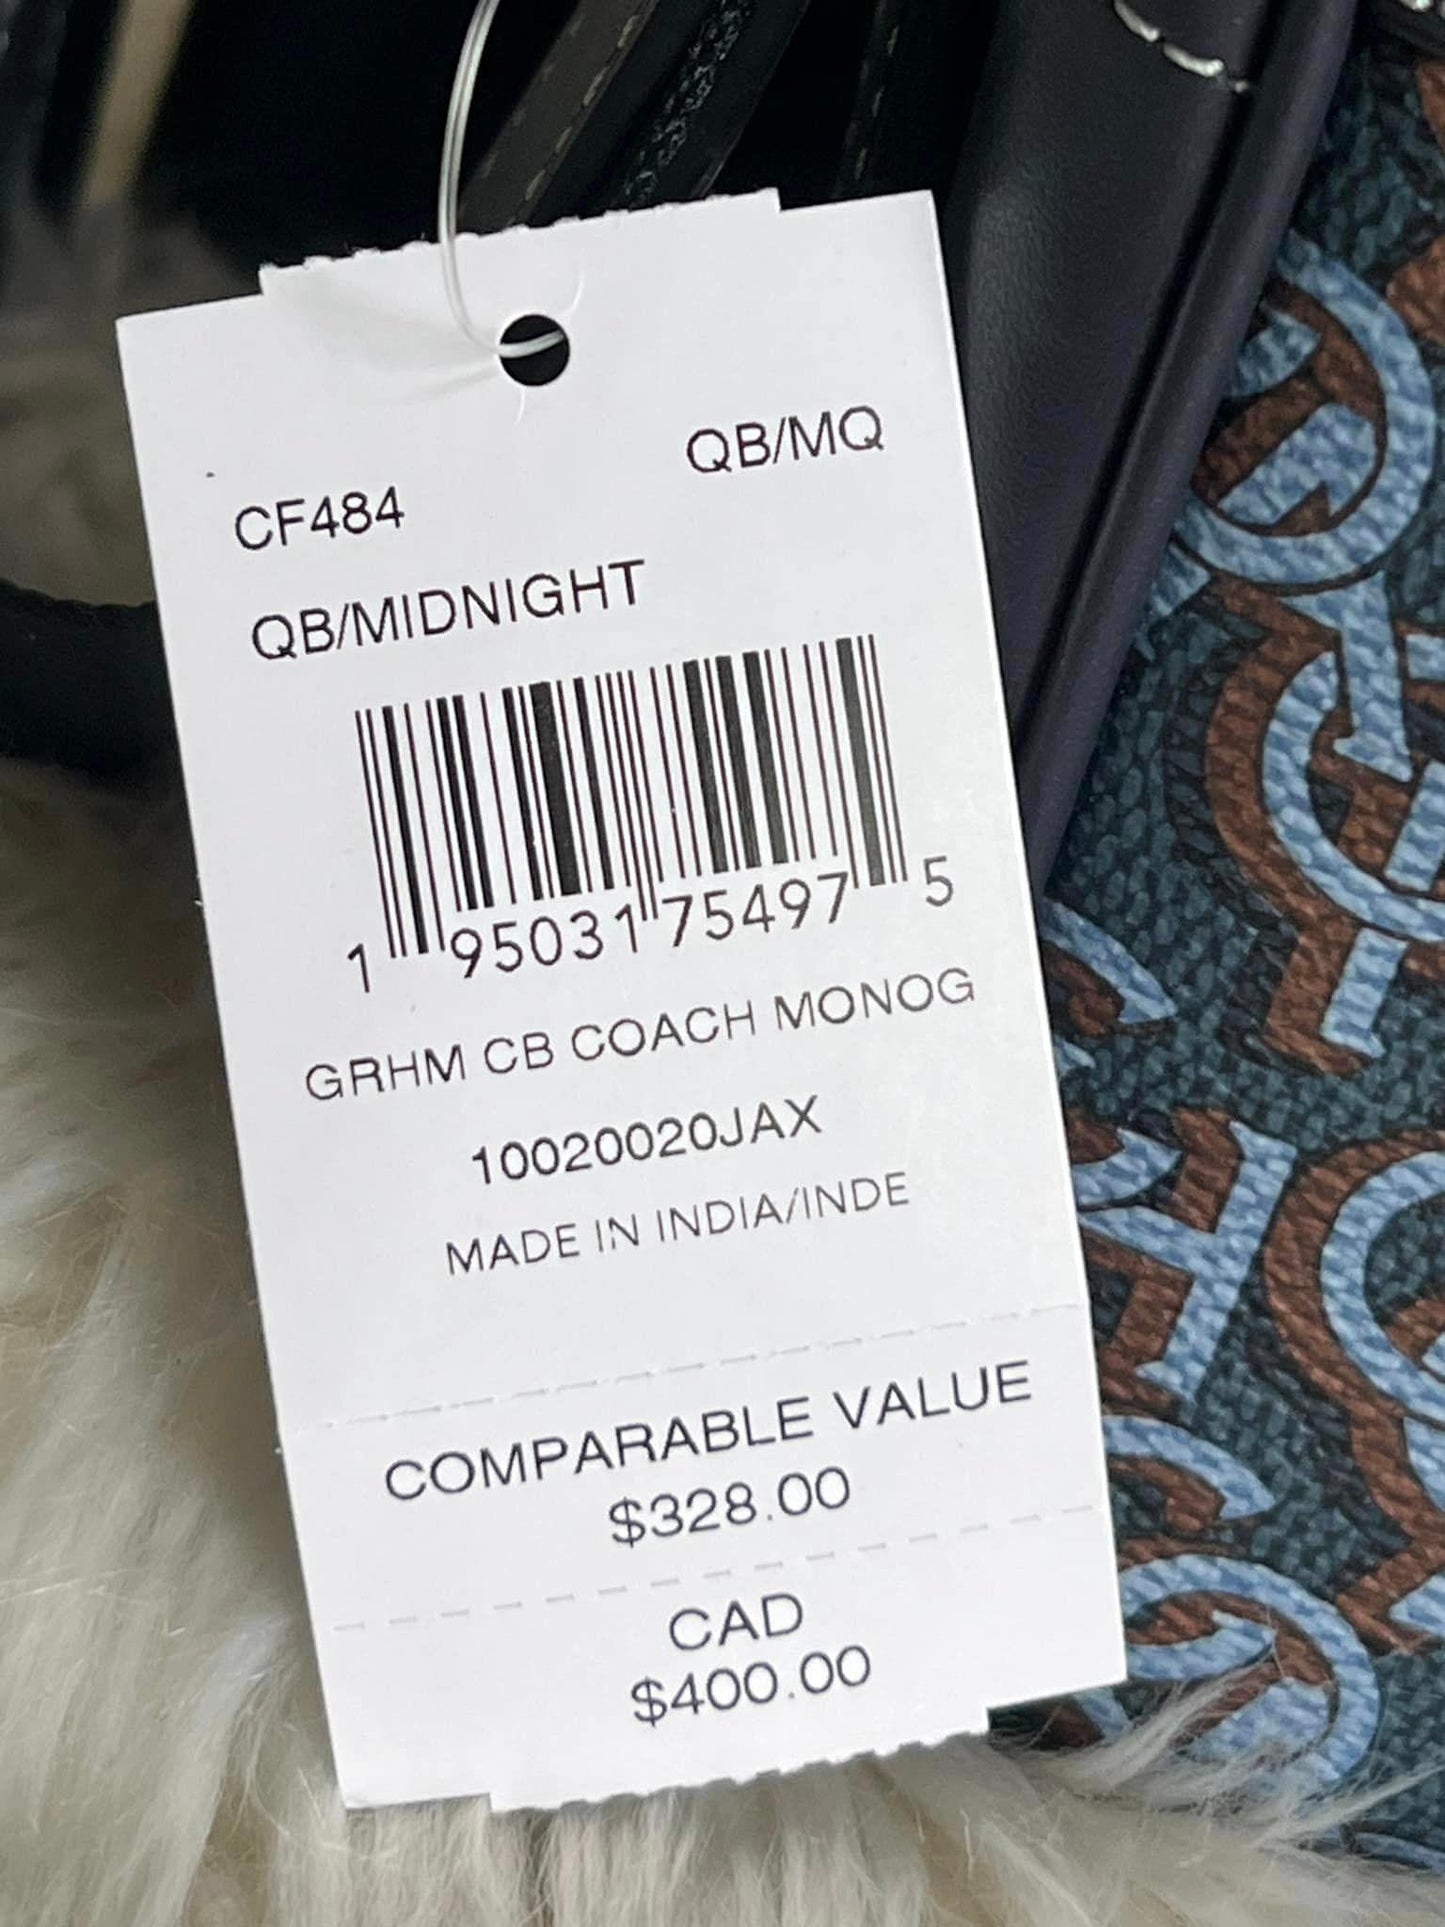 QB/MQ
CF484
QB/MIDNIGHT
1 95031 75497 5
GRHM CB COACH MONOG
10020020JAX
MADE IN INDIA/INDE
COMPARABLE VALUE
$328.00
CAD
$400.00